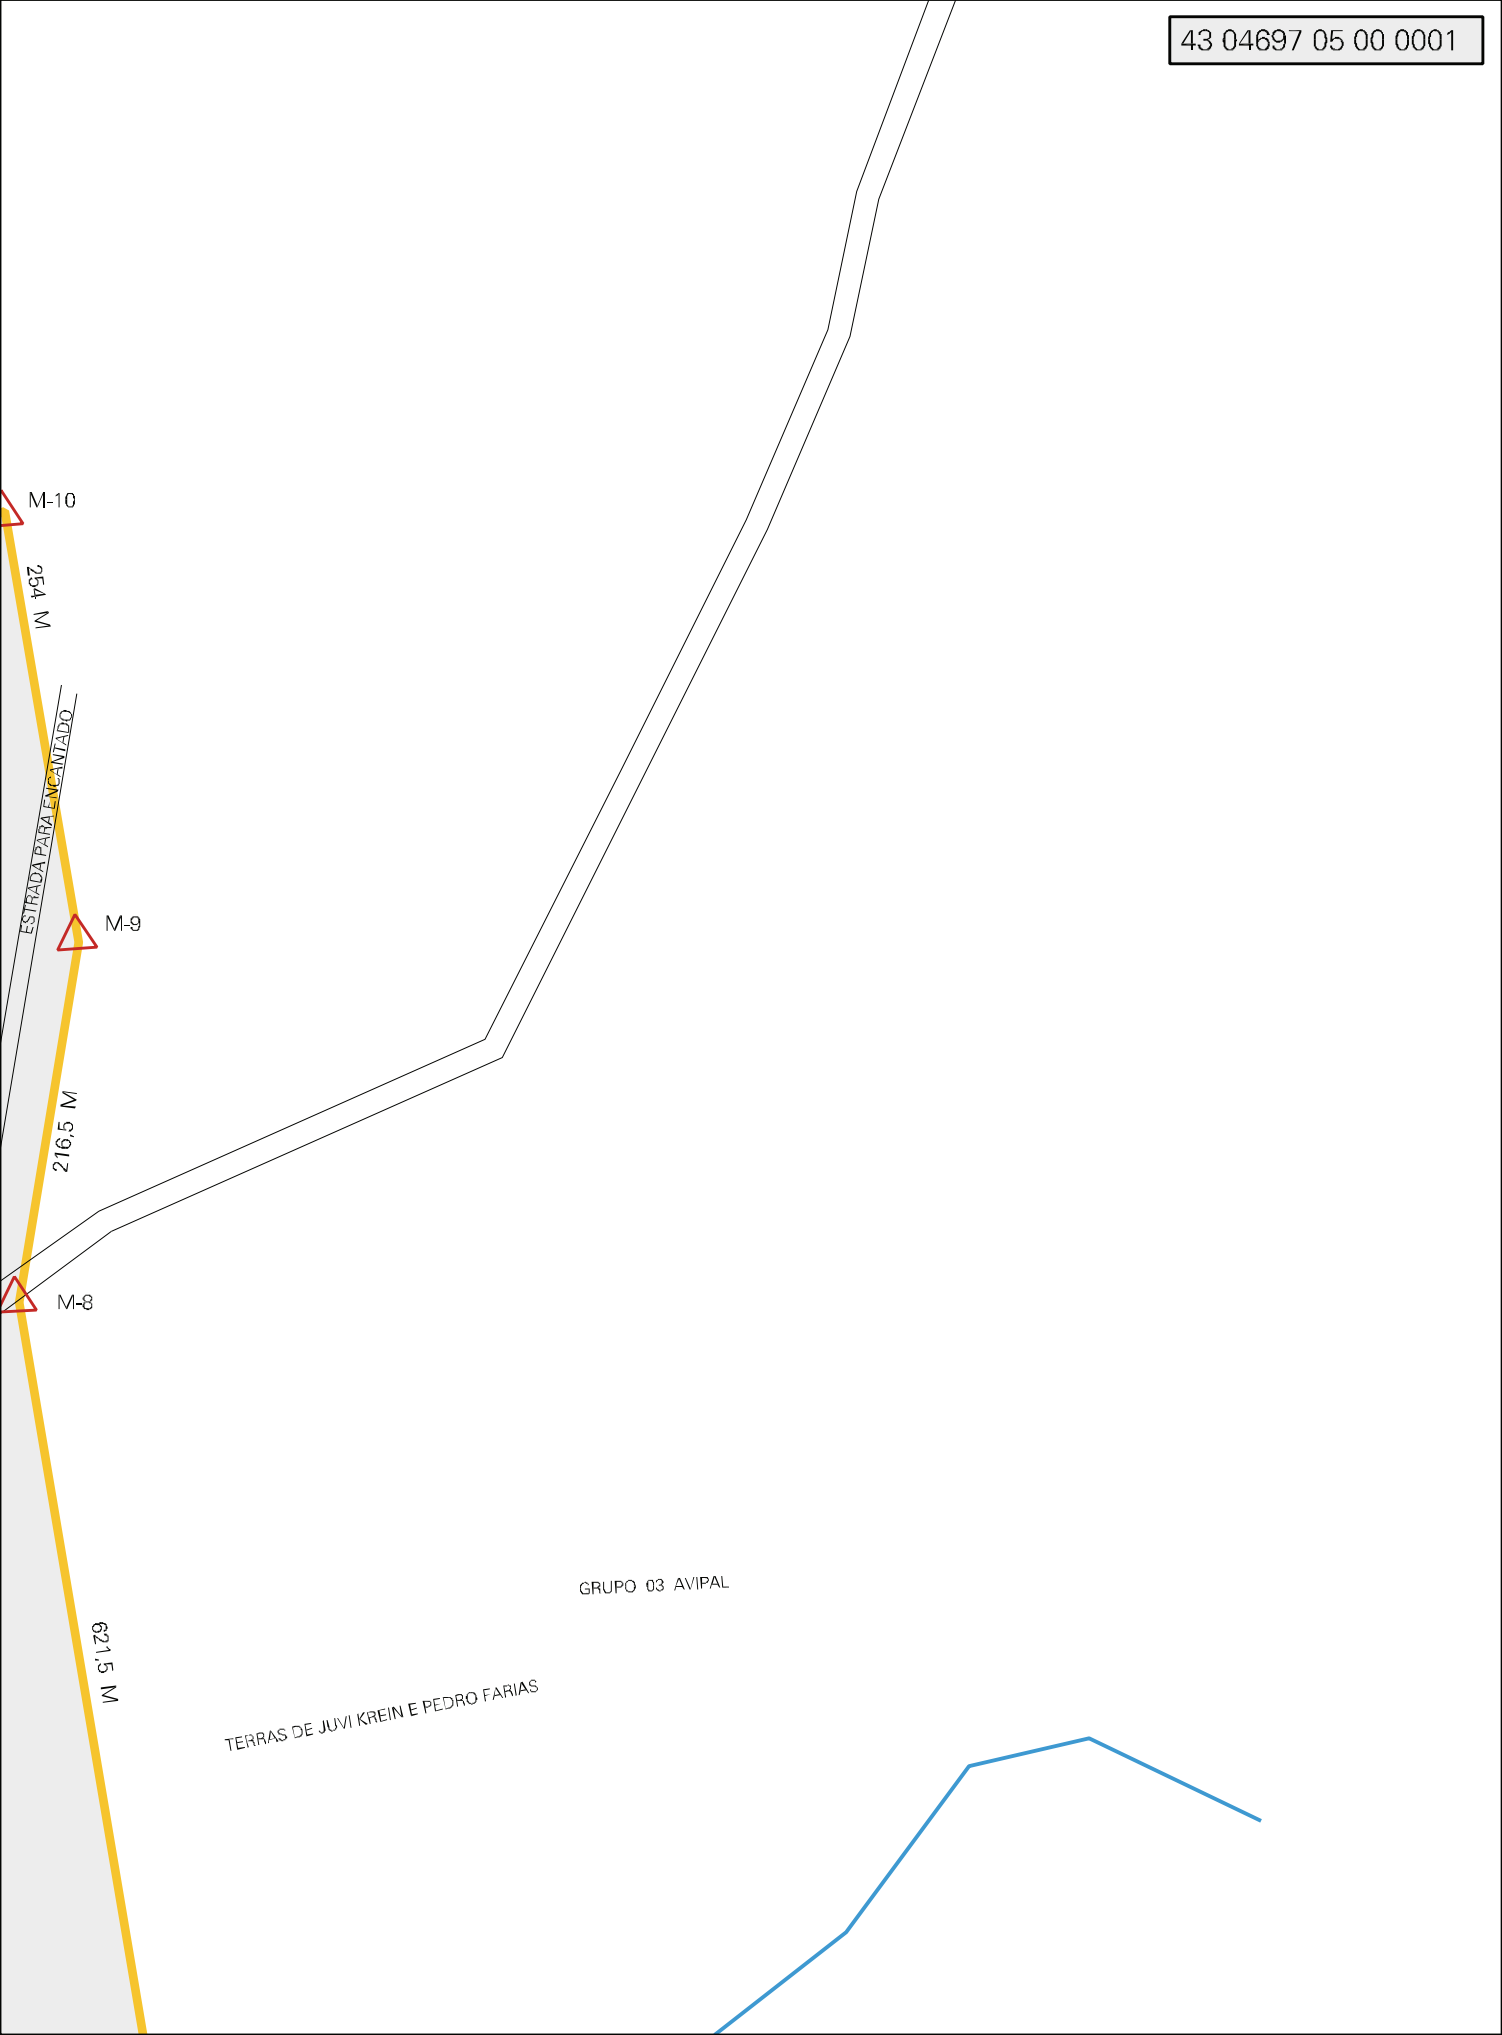 43 04697 05 00 0001
M-10
254 M
ESTRADA PARA ENCANTADO
M-9
216,5 M
M-8
GRUPO 03 AVIPAL
621,5 M
TERRAS DE JUVI KREIN E PEDRO FARIAS